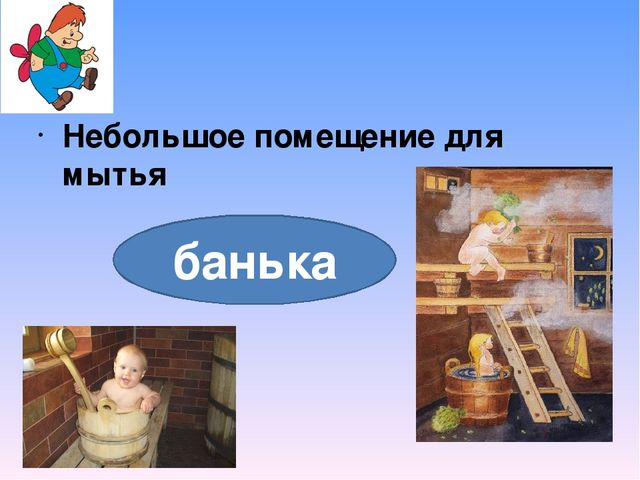 Небольшое помещение для
мытья
банька